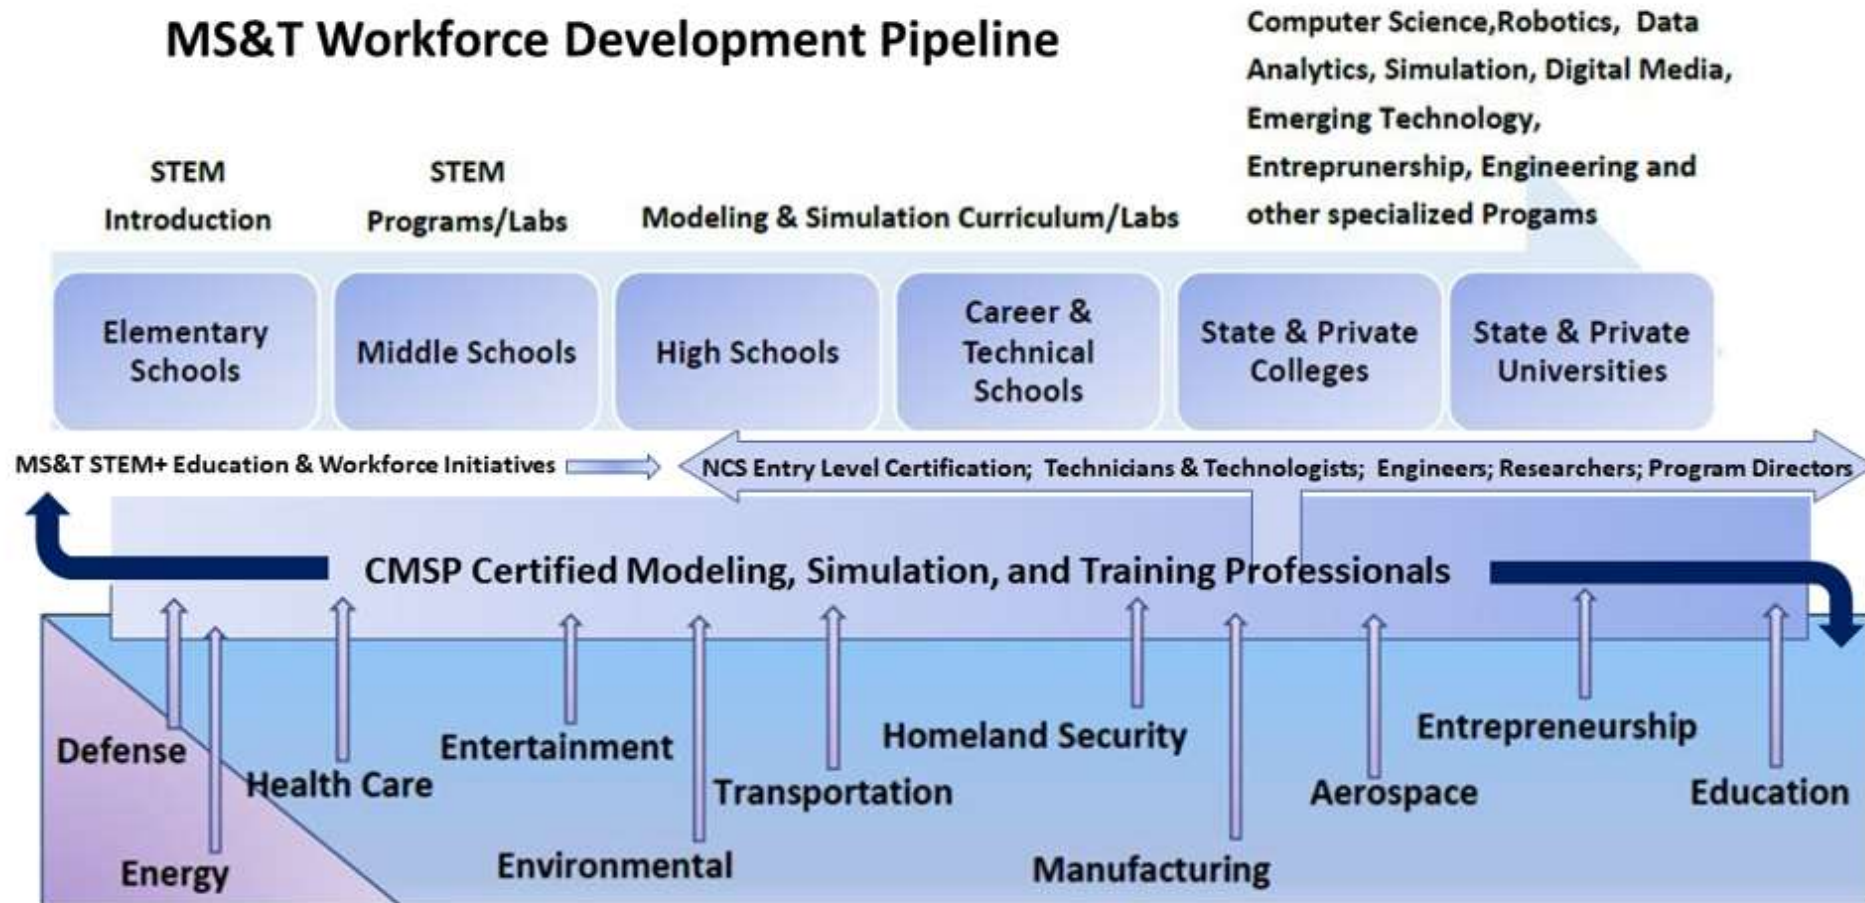 MS&T Workforce Development Pipeline
Computer Science,Robotics, Data
Analytics, Simulation, Digital Media,
Emerging Technology,
Entreprunership, Engineering and
other specialized Progams
STEM
Introduction
STEM
Programs/Labs
Modeling & Simulation Curriculum/Labs
Elementary
Schools
Middle Schools
High Schools
Career &
Technical
Schools
State & Private
Colleges
State & Private
Universities
MS&T STEM+ Education & Workforce Initiatives
NCS Entry Level Certification; Technicians & Technologists; Engineers; Researchers; Program Directors
CMSP Certified Modeling, Simulation, and Training Professionals
Defense
Energy
Health Care
Entertainment
Environmental
Transportation
Homeland Security
Manufacturing
Aerospace
Entrepreneurship
Education